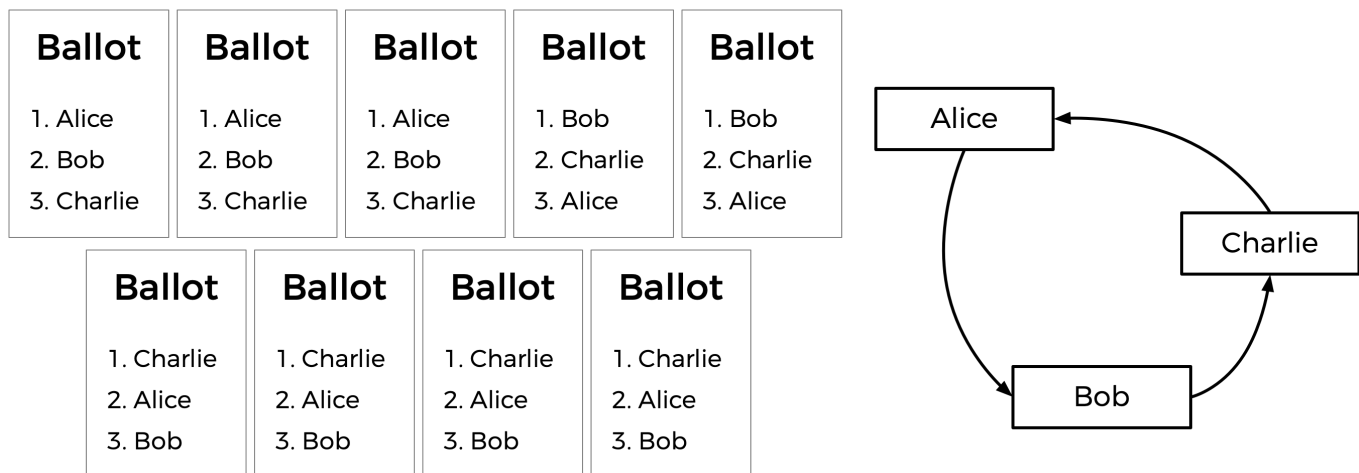 Ballot
1. Alice
2. Bob
3. Charlie
Ballot
1. Alice
2. Bob
3. Charlie
Ballot
1. Alice
2. Bob
3. Charlie
Ballot
1. Bob
2. Charlie
3. Alice
Ballot
1. Bob
2. Charlie
3. Alice
Ballot
1. Charlie
2. Alice
3. Bob
Ballot
1. Charlie
2. Alice
3. Bob
Ballot
1. Charlie
2. Alice
3. Bob
Ballot
1. Charlie
2. Alice
3. Bob
Alice
Charlie
Bob